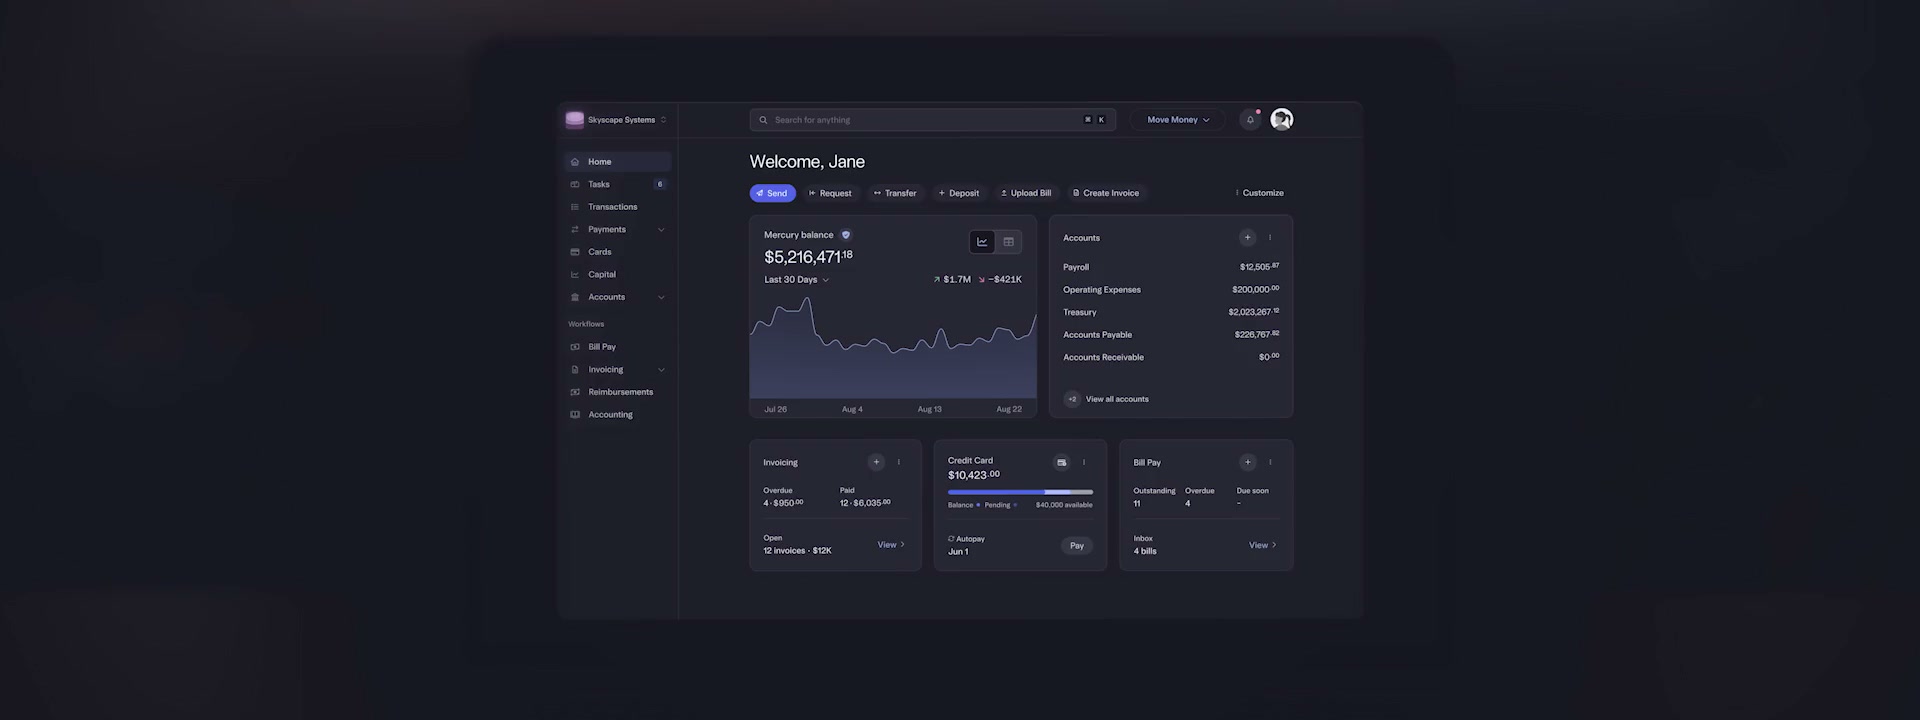 Skyscape Systems
Search for anything
⌘ K
Move Money
Home
Tasks 6
Transactions
Payments
Cards
Capital
Accounts
Workflows
Bill Pay
Invoicing
Reimbursements
Accounting
Welcome, Jane
Send
Request
Transfer
Deposit
Upload Bill
Create Invoice
Customize
Mercury balance
$5,216,471.18
Last 30 Days
$1.7M −$421K
Jul 26 Aug 4 Aug 13 Aug 22
Accounts
Payroll $12,505.67
Operating Expenses $200,000.00
Treasury $2,023,267.12
Accounts Payable $226,767.82
Accounts Receivable $0.00
+2 View all accounts
Invoicing
Overdue Paid
4 · $950.00 12 · $6,035.00
Open
12 invoices · $12K
View
Credit Card
$10,423.00
Balance Pending $40,000 available
Autopay
Jun 1
Pay
Bill Pay
Outstanding Overdue Due soon
11 4 –
Inbox
4 bills
View